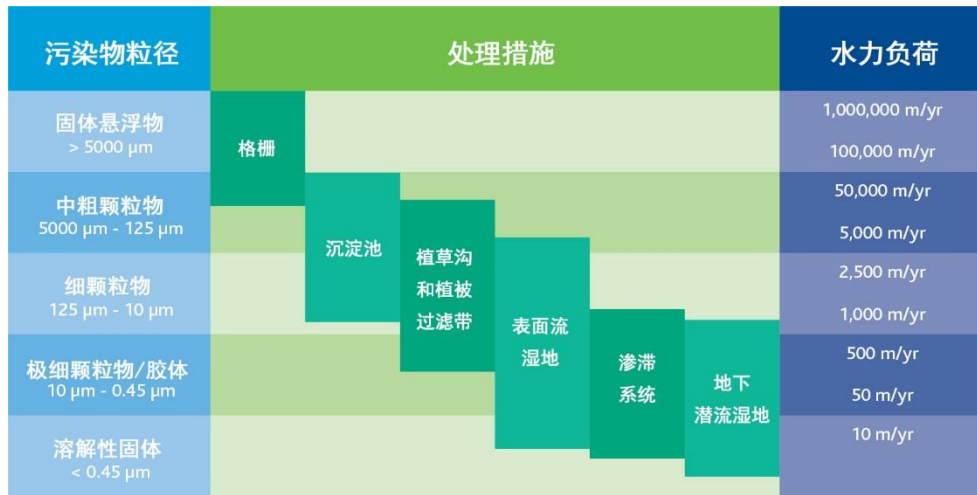 污染物粒径
处理措施
水力负荷
固体悬浮物
> 5000 μm
格栅
1,000,000 m/yr
100,000 m/yr
中粗颗粒物
5000 μm - 125 μm
沉淀池
植草沟
和植被
过滤带
50,000 m/yr
5,000 m/yr
细颗粒物
125 μm - 10 μm
表面流
湿地
2,500 m/yr
1,000 m/yr
极细颗粒物/胶体
10 μm - 0.45 μm
渗滞
系统
地下
潜流湿地
500 m/yr
50 m/yr
溶解性固体
< 0.45 μm
10 m/yr